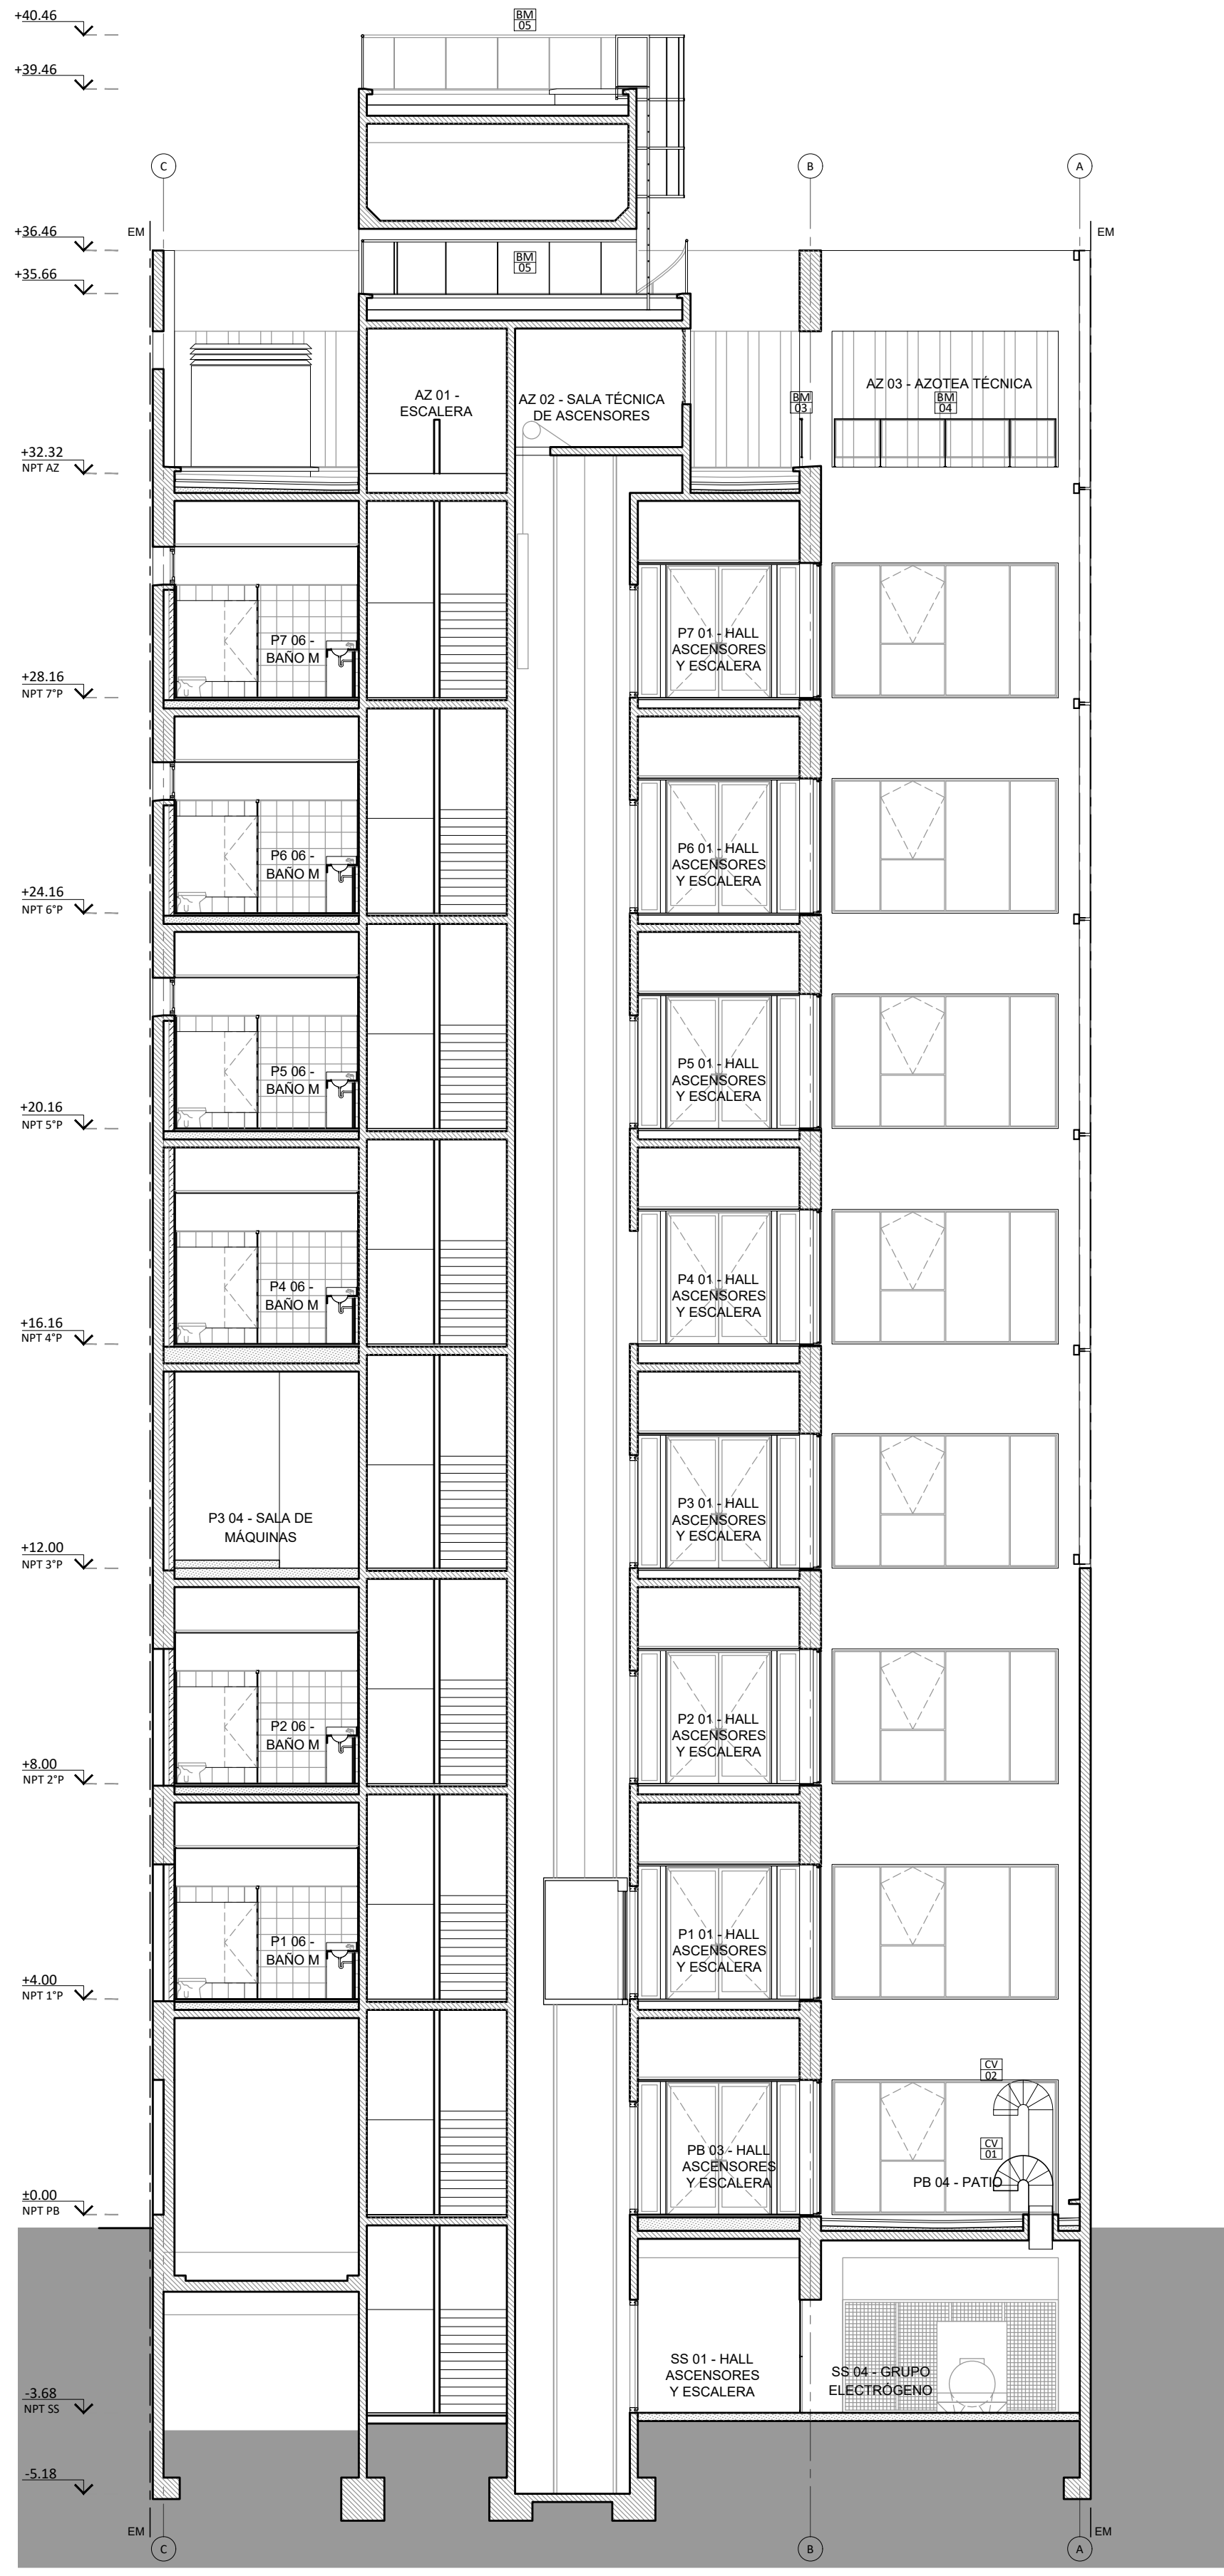 +40.46
BM
05
+39.46
C
B
A
+36.46
EM
EM
+35.66
BM
05
AZ 01 -
ESCALERA
AZ 02 - SALA TÉCNICA
DE ASCENSORES
BM
03
AZ 03 - AZOTEA TÉCNICA
BM
04
+32.32
NPT AZ
P7 06 -
BAÑO M
P7 01 - HALL
ASCENSORES
Y ESCALERA
+28.16
NPT 7°P
P6 06 -
BAÑO M
P6 01 - HALL
ASCENSORES
Y ESCALERA
+24.16
NPT 6°P
P5 06 -
BAÑO M
P5 01 - HALL
ASCENSORES
Y ESCALERA
+20.16
NPT 5°P
P4 06 -
BAÑO M
P4 01 - HALL
ASCENSORES
Y ESCALERA
+16.16
NPT 4°P
P3 04 - SALA DE
MÁQUINAS
P3 01 - HALL
ASCENSORES
Y ESCALERA
+12.00
NPT 3°P
P2 06 -
BAÑO M
P2 01 - HALL
ASCENSORES
Y ESCALERA
+8.00
NPT 2°P
P1 06 -
BAÑO M
P1 01 - HALL
ASCENSORES
Y ESCALERA
+4.00
NPT 1°P
CV
02
CV
01
PB 03 - HALL
ASCENSORES
Y ESCALERA
PB 04 - PATIO
±0.00
NPT PB
SS 01 - HALL
ASCENSORES
Y ESCALERA
SS 04 - GRUPO
ELECTRÓGENO
-3.68
NPT SS
-5.18
EM
EM
C
B
A